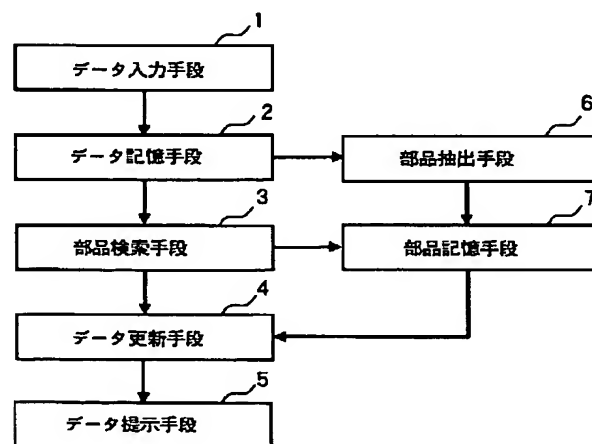 1
データ入力手段
2
データ記憶手段
6
部品抽出手段
3
部品検索手段
7
部品記憶手段
4
データ更新手段
5
データ提示手段